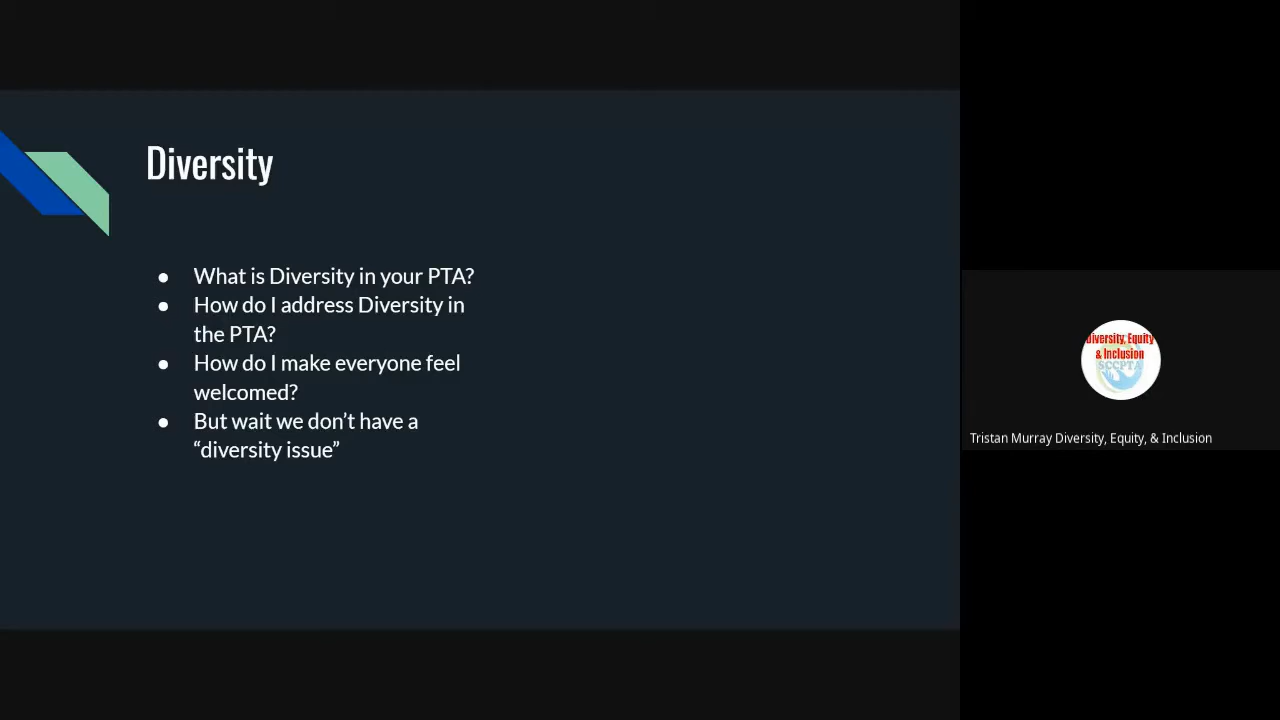 Diversity
● What is Diversity in your PTA?
● How do I address Diversity in
the PTA?
● How do I make everyone feel
welcomed?
● But wait we don’t have a
“diversity issue”
Diversity, Equity
& Inclusion
SCCPTA
Tristan Murray Diversity, Equity, & Inclusion